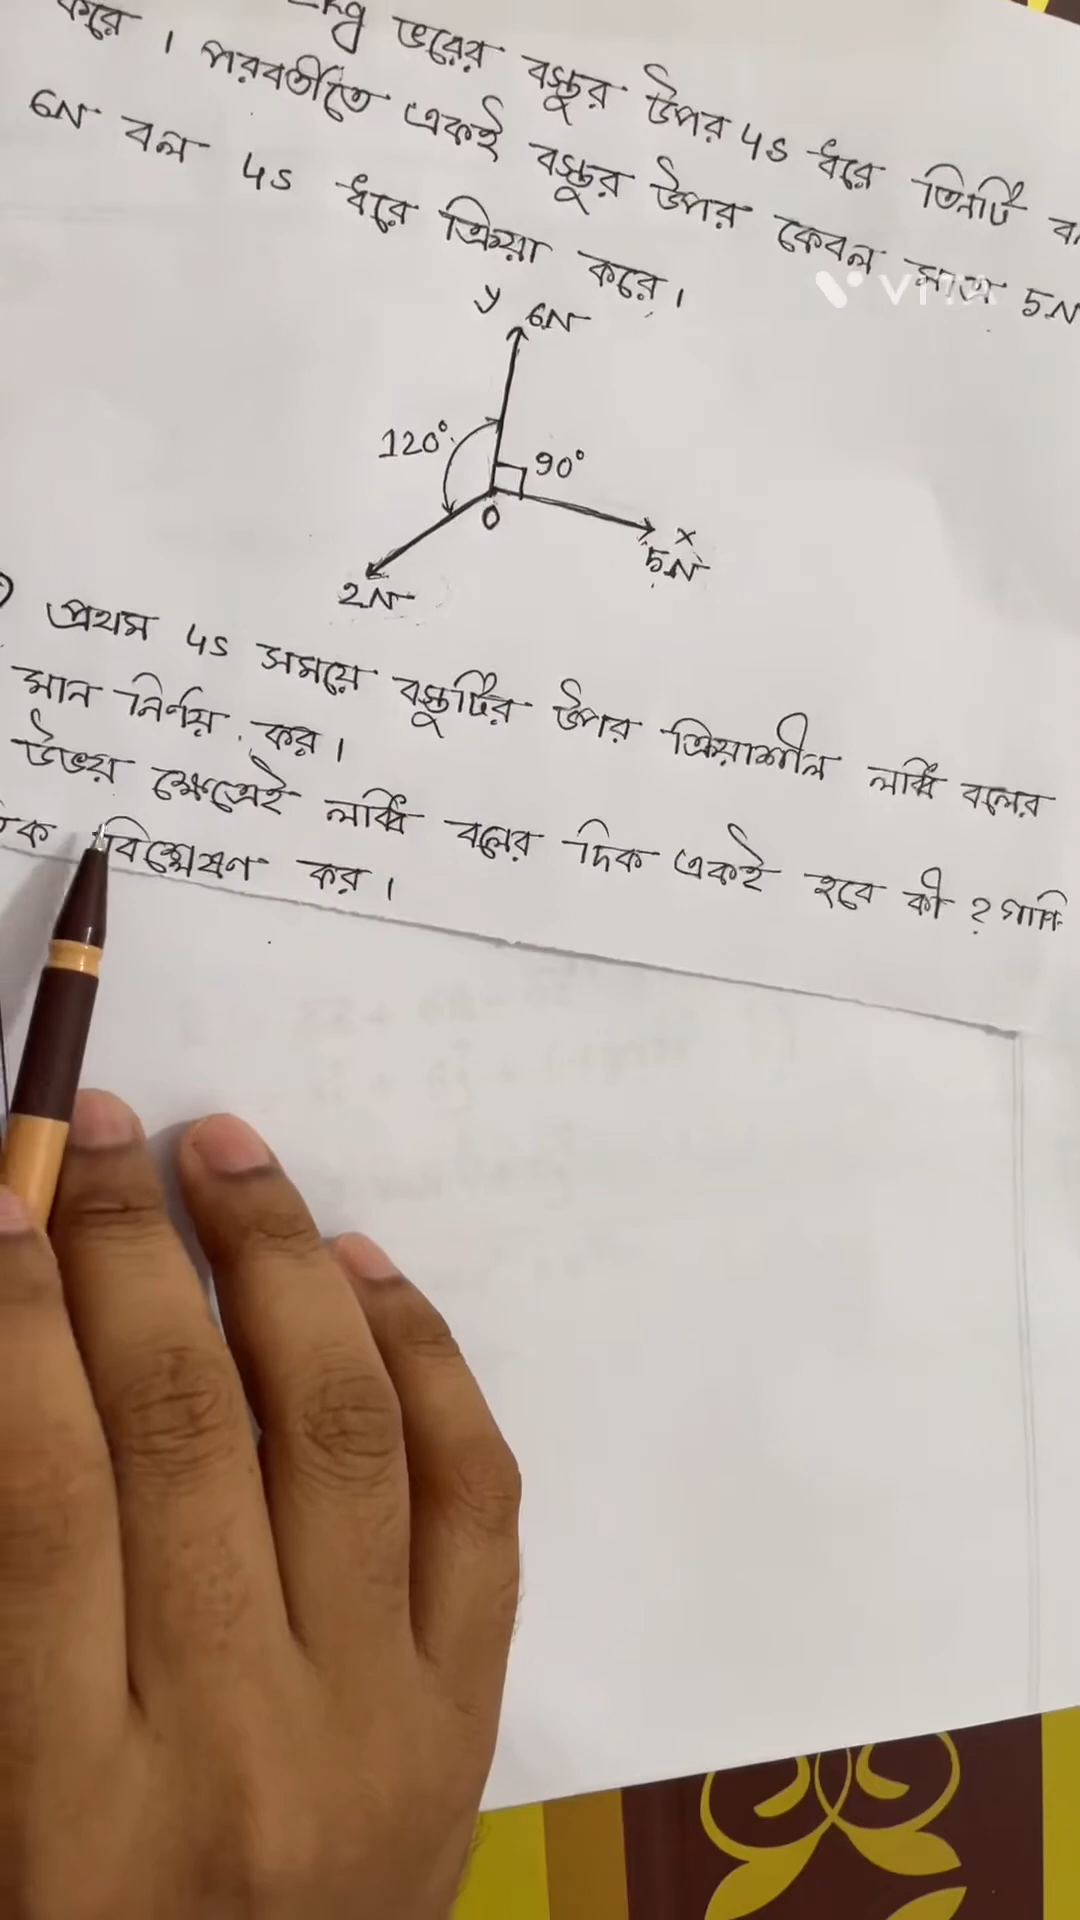 kg ভরের বস্তুর উপর 4s ধরে তিনটি
করে । পরবর্তীতে একই বস্তুর উপর কেবল মাত্র 5N
6N বল 4s ধরে ক্রিয়া করে।
VITA
y 6N
120°
90°
O
x
5N
2N
প্রথম 4s সময়ে বস্তুটির উপর ক্রিয়াশীল লব্ধি বলের
মান নির্ণয় কর।
উভয় ক্ষেত্রেই লব্ধি বলের দিক একই হবে কী ? গাণি
বিশ্লেষণ কর।